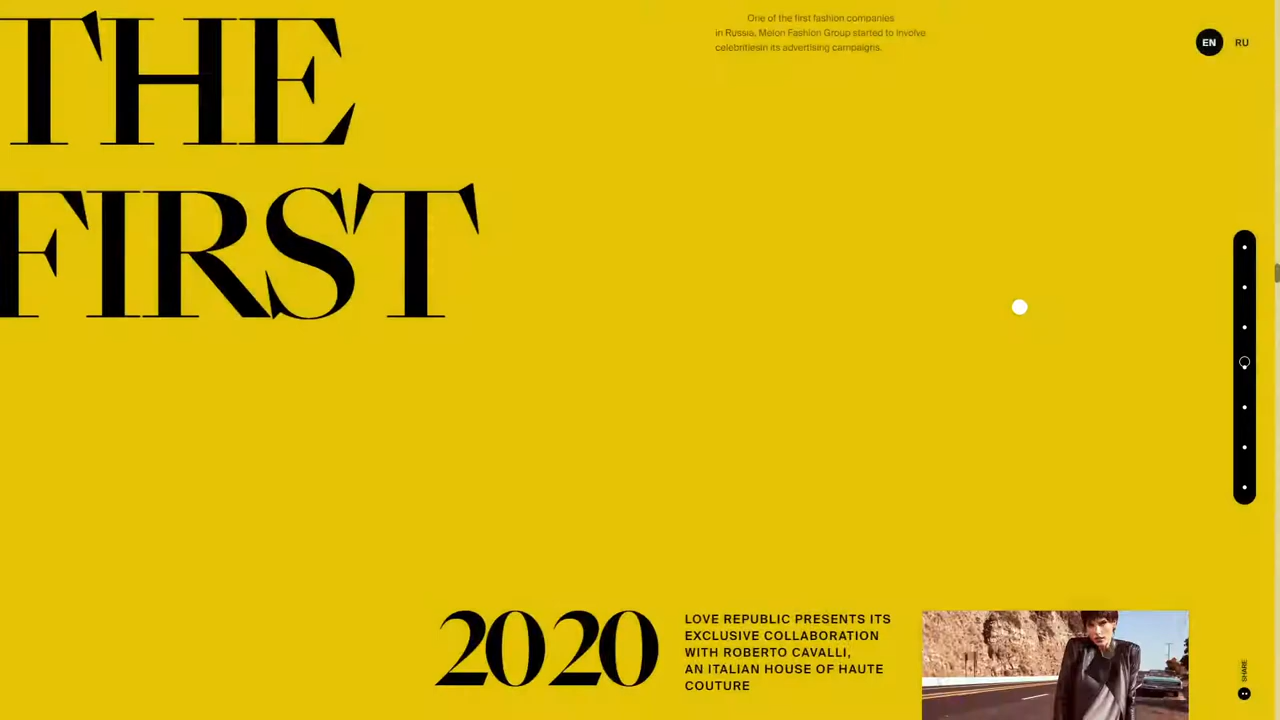 THE
FIRST
One of the first fashion companies
in Russia, Melon Fashion Group started to involve
celebritiesin its advertising campaigns.
EN
RU
2020
LOVE REPUBLIC PRESENTS ITS
EXCLUSIVE COLLABORATION
WITH ROBERTO CAVALLI,
AN ITALIAN HOUSE OF HAUTE
COUTURE
SHARE